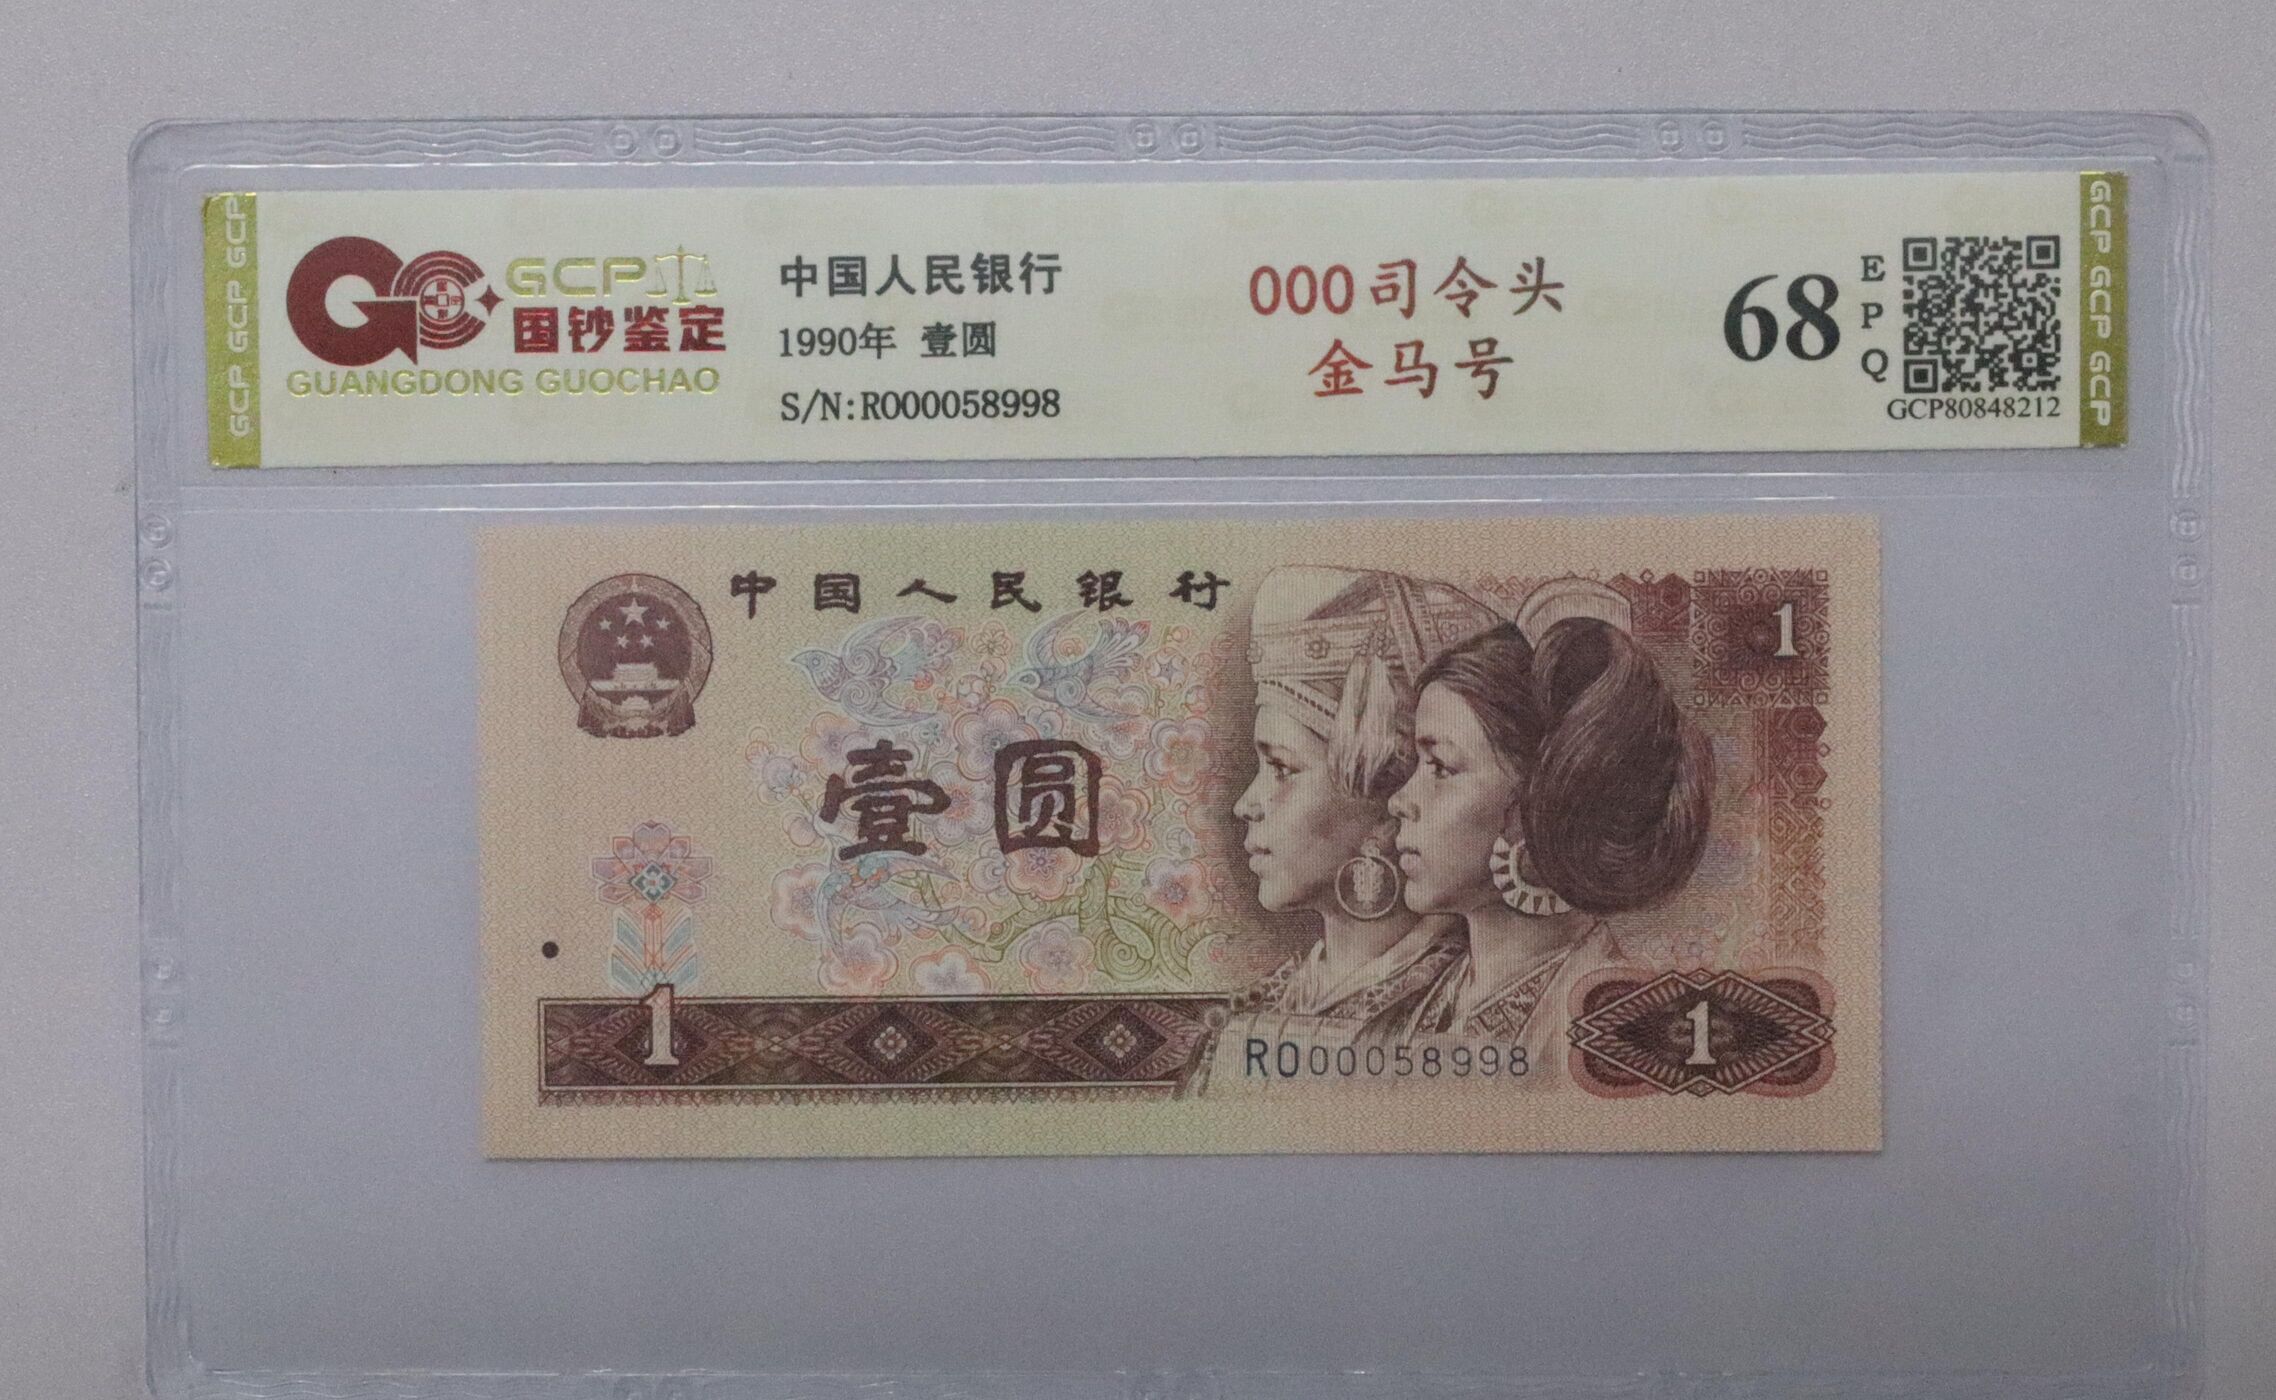 GCP GCP GCP
GCP
国钞鉴定
GUANGDONG GUOCHAO
中国人民银行
1990年 壹圆
S/N:RO00058998
000司令头
金马号
68
EPQ
GCP80848212
GCP GCP GCP
中国人民银行
1
壹圆
1
1
RO00058998